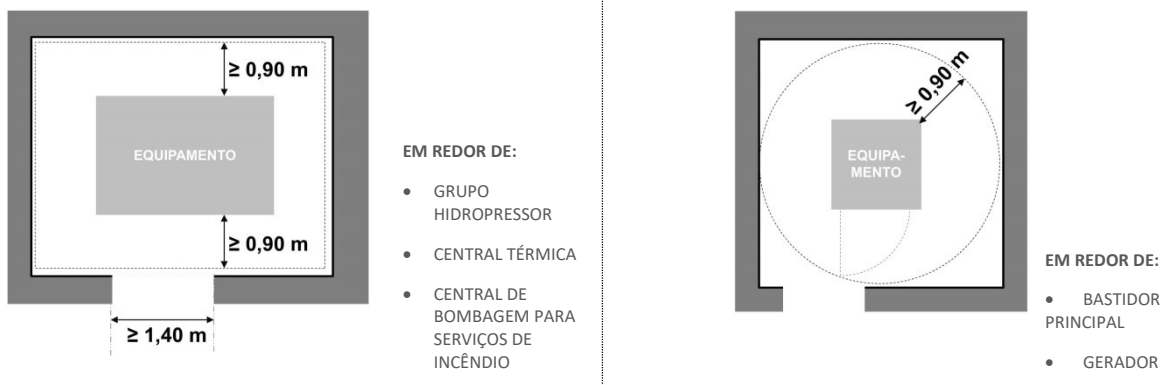 ≥ 0,90 m
EQUIPAMENTO
≥ 0,90 m
≥ 1,40 m
EM REDOR DE:
• GRUPO
HIDROPRESSOR
• CENTRAL TÉRMICA
• CENTRAL DE
BOMBAGEM PARA
SERVIÇOS DE
INCÊNDIO
≥ 0,90 m
EQUIPA-
MENTO
EM REDOR DE:
• BASTIDOR
PRINCIPAL
• GERADOR